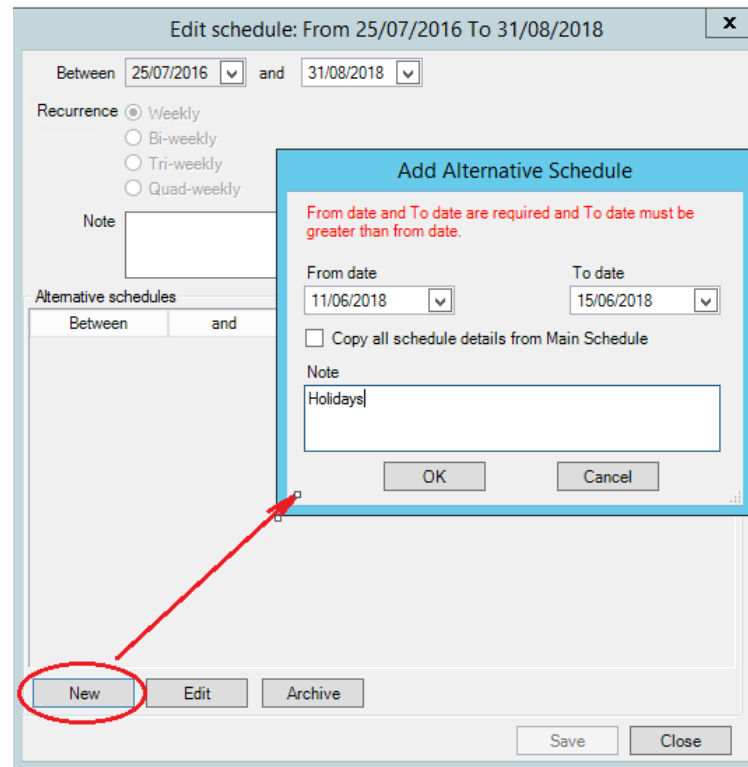 Edit schedule: From 25/07/2016 To 31/08/2018
x
Between 25/07/2016 and 31/08/2018
Recurrence Weekly
Bi-weekly
Tri-weekly
Quad-weekly
Note
Alternative schedules
Between and
Add Alternative Schedule
From date and To date are required and To date must be
greater than from date.
From date To date
11/06/2018 15/06/2018
Copy all schedule details from Main Schedule
Note
Holidays
OK Cancel
New Edit Archive
Save Close